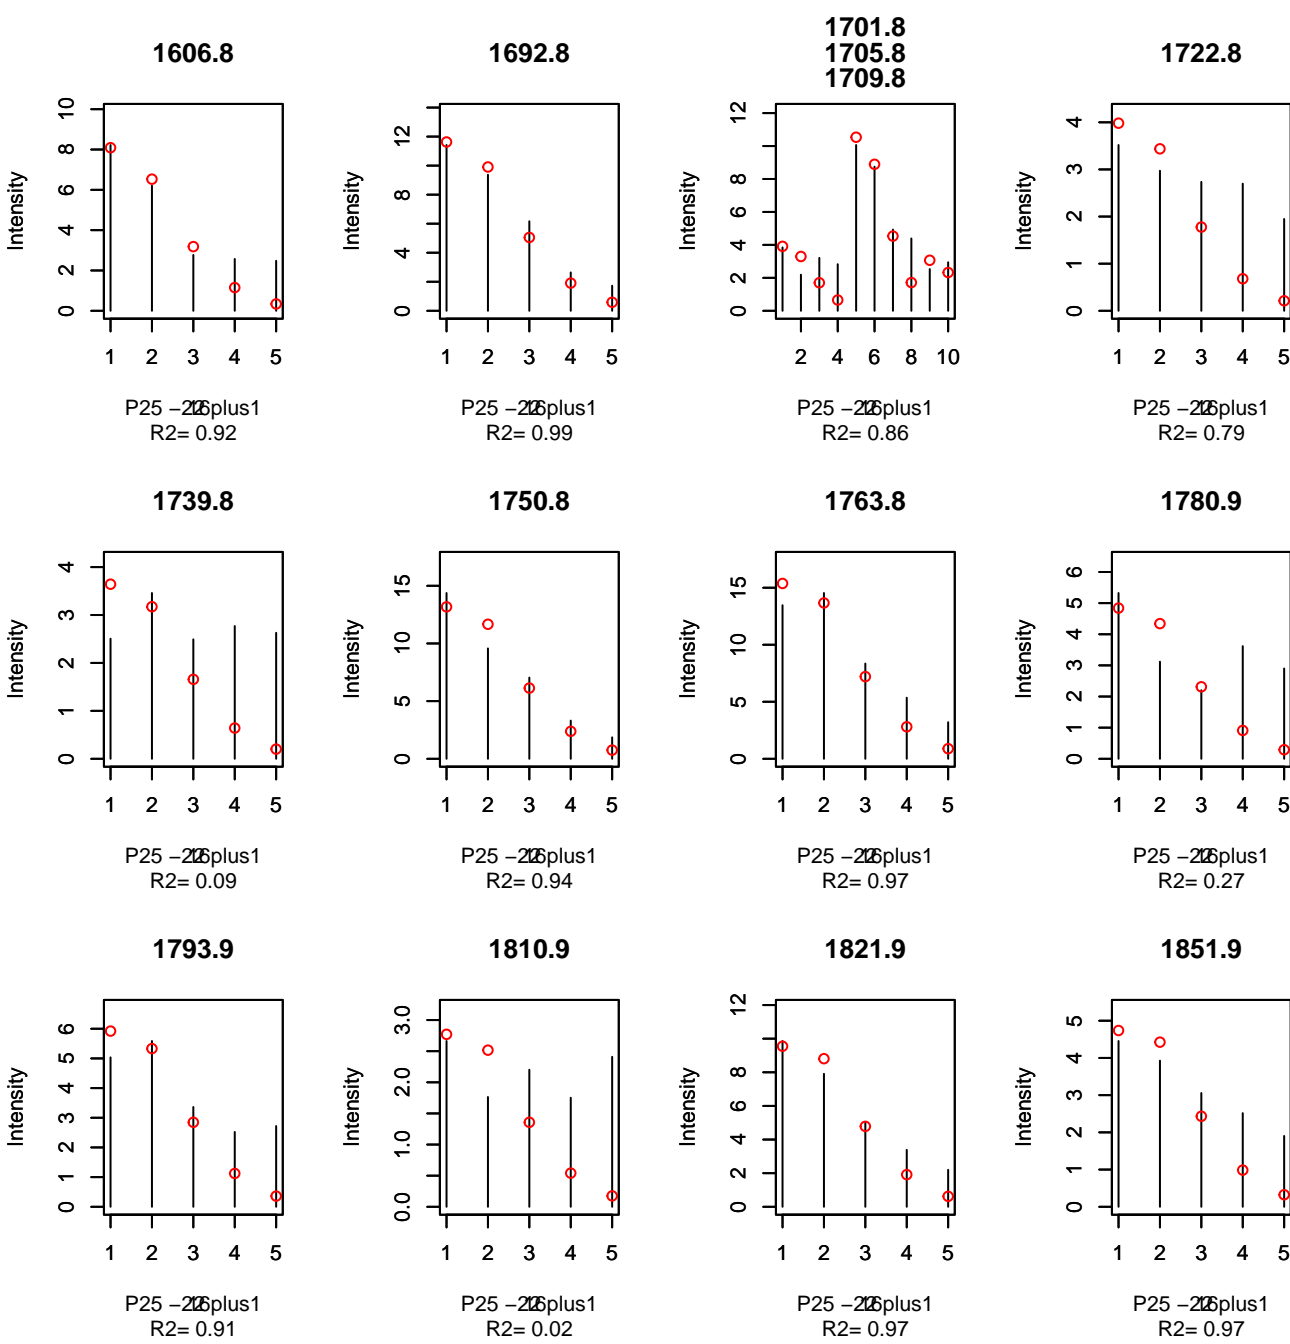 1606.8
Intensity
0 2 4 6 8 10
1 2 3 4 5
P25
R2= 0.92
1692.8
Intensity
0 4 8 12
1 2 3 4 5
P25
R2= 0.99
1701.8
1705.8
1709.8
Intensity
0 2 4 6 8 12
2 4 6 8 10
P25
R2= 0.86
1722.8
Intensity
0 1 2 3 4
1 2 3 4 5
P25
R2= 0.79
1739.8
Intensity
0 1 2 3 4
1 2 3 4 5
P25
R2= 0.09
1750.8
Intensity
0 5 10 15
1 2 3 4 5
P25
R2= 0.94
1763.8
Intensity
0 5 10 15
1 2 3 4 5
P25
R2= 0.97
1780.9
Intensity
0 1 2 3 4 5 6
1 2 3 4 5
P25
R2= 0.27
1793.9
Intensity
0 1 2 3 4 5 6
1 2 3 4 5
P25
R2= 0.91
1810.9
Intensity
0.0 1.0 2.0 3.0
1 2 3 4 5
P25
R2= 0.02
1821.9
Intensity
0 2 4 6 8 12
1 2 3 4 5
P25
R2= 0.97
1851.9
Intensity
0 1 2 3 4 5
1 2 3 4 5
P25
R2= 0.97